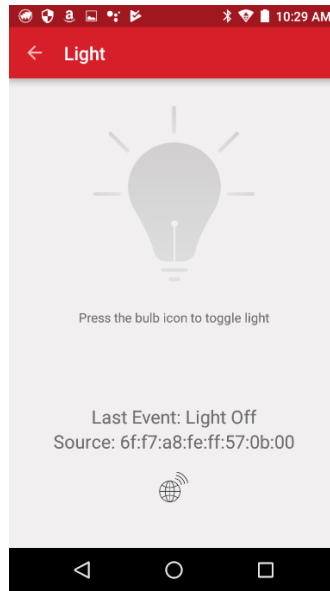 10:29 AM
Light
Press the bulb icon to toggle light
Last Event: Light Off
Source: 6f:f7:a8:fe:ff:57:0b:00